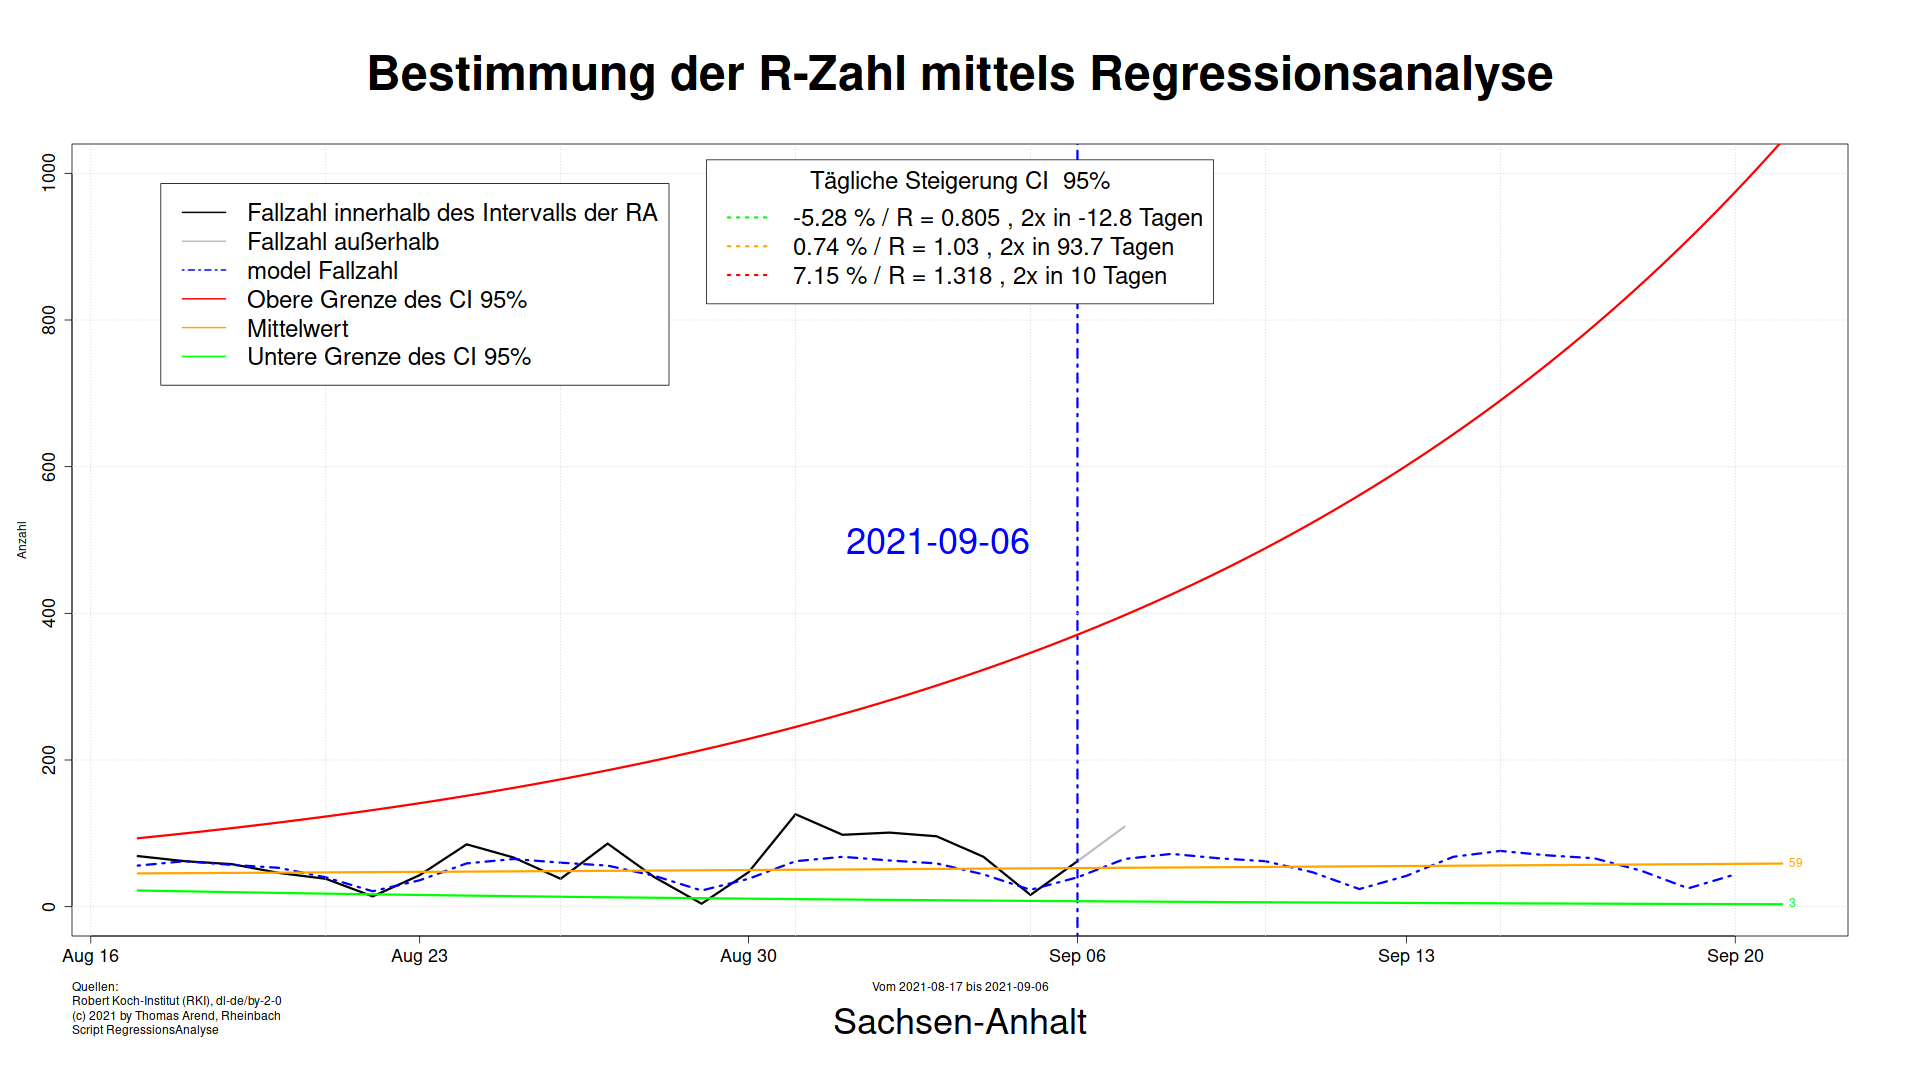 Bestimmung der R-Zahl mittels Regressionsanalyse
Fallzahl innerhalb des Intervalls der RA
Fallzahl außerhalb
model Fallzahl
Obere Grenze des CI 95%
Mittelwert
Untere Grenze des CI 95%
Tägliche Steigerung CI  95%
-5.28 % / R = 0.805 , 2x in -12.8 Tagen
0.74 % / R = 1.03 , 2x in 93.7 Tagen
7.15 % / R = 1.318 , 2x in 10 Tagen
1000
800
600
400
200
0
Anzahl
2021-09-06
59
3
Aug 16
Aug 23
Aug 30
Sep 06
Sep 13
Sep 20
Quellen:
Robert Koch-Institut (RKI), dl-de/by-2-0
(c) 2021 by Thomas Arend, Rheinbach
Script RegressionsAnalyse
Vom 2021-08-17 bis 2021-09-06
Sachsen-Anhalt